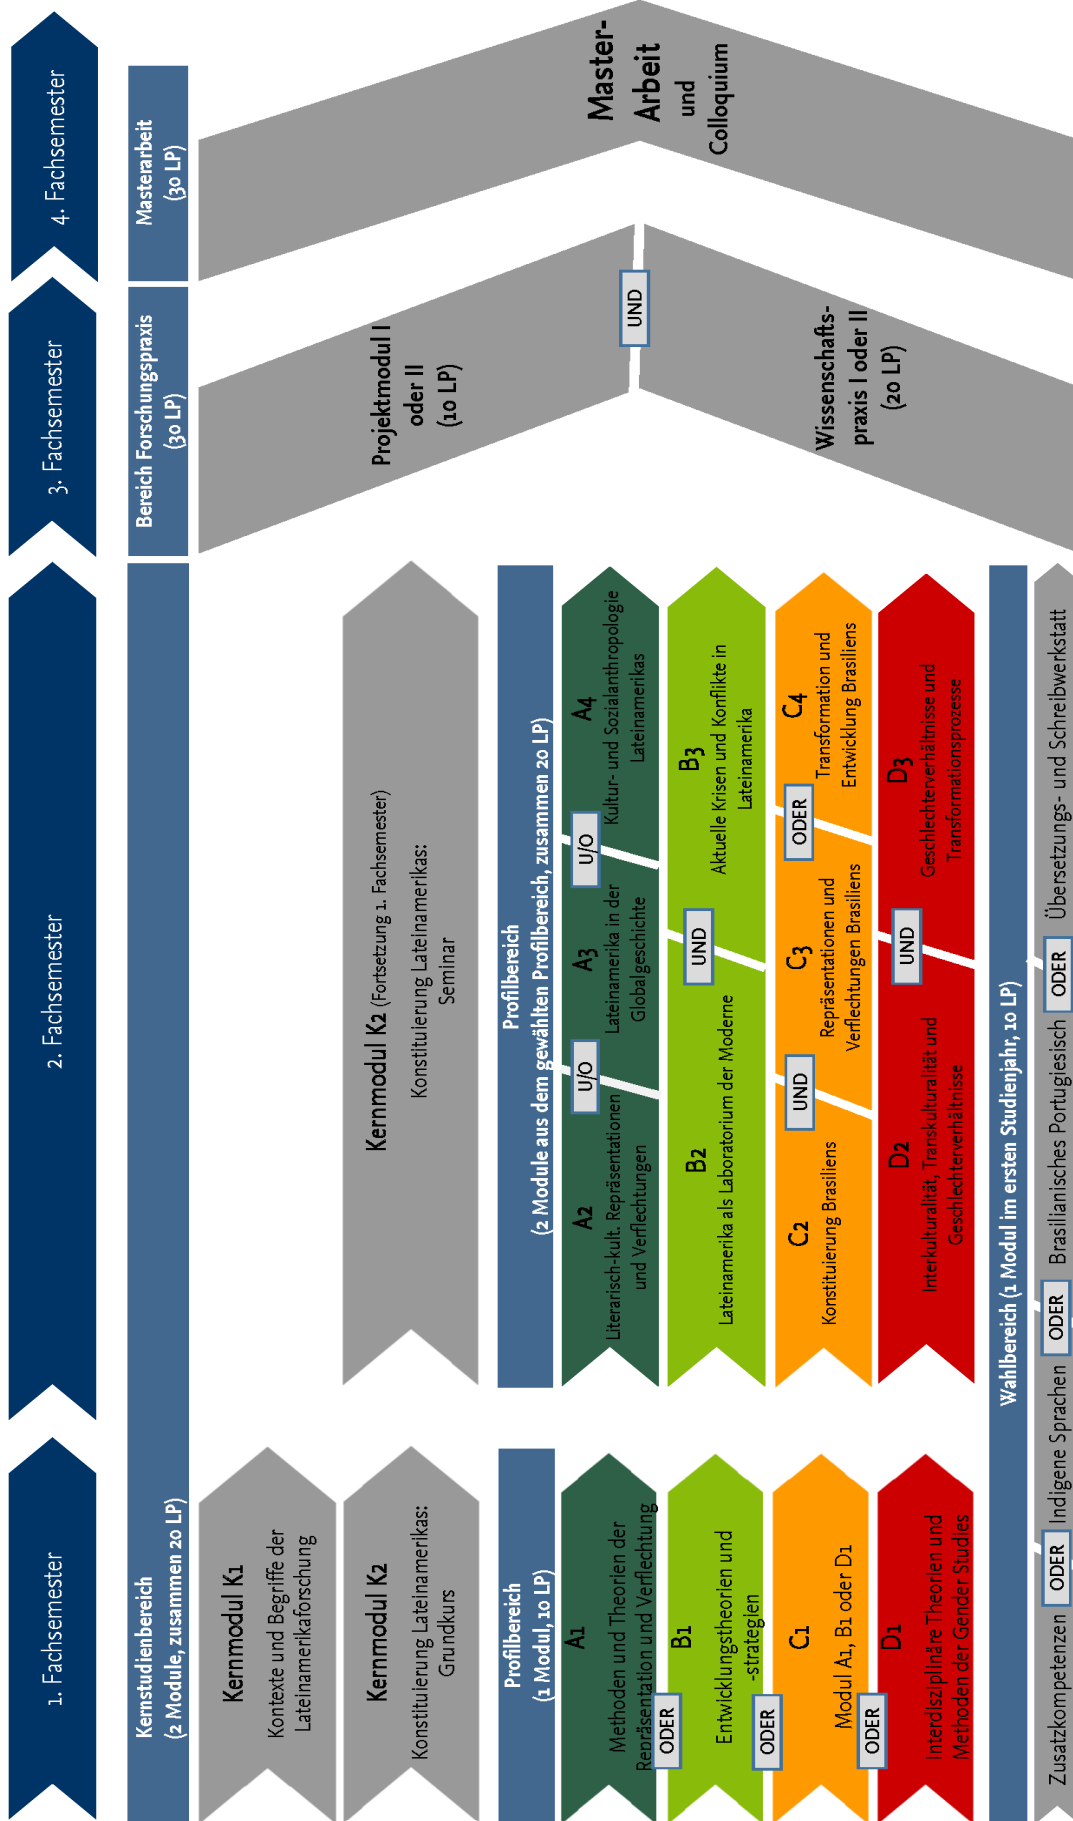 1. Fachsemester
2. Fachsemester
3. Fachsemester
4. Fachsemester
Kernstudienbereich
(2 Module, zusammen 20 LP)
Bereich Forschungspraxis
(30 LP)
Masterarbeit
(30 LP)
Kernmodul K1
Kontexte und Begriffe der
Lateinamerikaforschung
Kernmodul K2
Konstituierung Lateinamerikas:
Grundkurs
Kernmodul K2 (Fortsetzung 1. Fachsemester)
Konstituierung Lateinamerikas:
Seminar
Profilbereich
(1 Modul, 10 LP)
Profilbereich
(2 Module aus dem gewählten Profilbereich, zusammen 20 LP)
A1
Methoden und Theorien der
Repräsentation und Verflechtung
ODER
B1
Entwicklungstheorien und
-strategien
ODER
C1
Modul A1, B1 oder D1
ODER
D1
Interdisziplinäre Theorien und
Methoden der Gender Studies
A2
Literarisch-kult. Repräsentationen
und Verflechtungen
U/O
A3
Lateinamerika in der
Globalgeschichte
U/O
A4
Kultur- und Sozialanthropologie
Lateinamerikas
B2
Lateinamerika als Laboratorium der Moderne
UND
B3
Aktuelle Krisen und Konflikte in
Lateinamerika
C2
Konstituierung Brasiliens
UND
C3
Repräsentationen und
Verflechtungen Brasiliens
ODER
C4
Transformation und
Entwicklung Brasiliens
D2
Interkulturalität, Transkulturalität und
Geschlechterverhältnisse
UND
D3
Geschlechterverhältnisse und
Transformationsprozesse
Wahlbereich (1 Modul im ersten Studienjahr, 10 LP)
Zusatzkompetenzen
ODER
Indigene Sprachen
ODER
Brasilianisches Portugiesisch
ODER
Übersetzungs- und Schreibwerkstatt
Projektmodul I
oder II
(10 LP)
UND
Wissenschafts-
praxis I oder II
(20 LP)
Master-
Arbeit
und
Colloquium